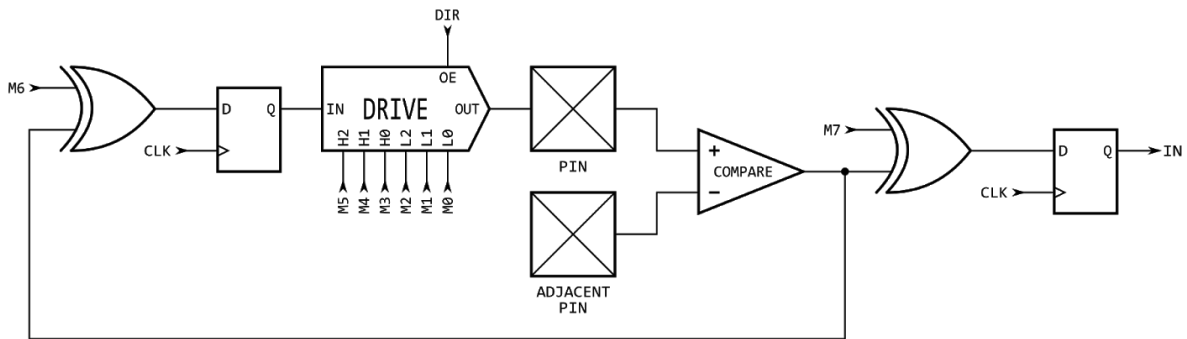 DIR
OE
M6
D Q
CLK
IN DRIVE OUT
H2 H1 H0 L2 L1 L0
M5 M4 M3 M2 M1 M0
PIN
ADJACENT
PIN
+
COMPARE
−
M7
D Q
CLK
IN